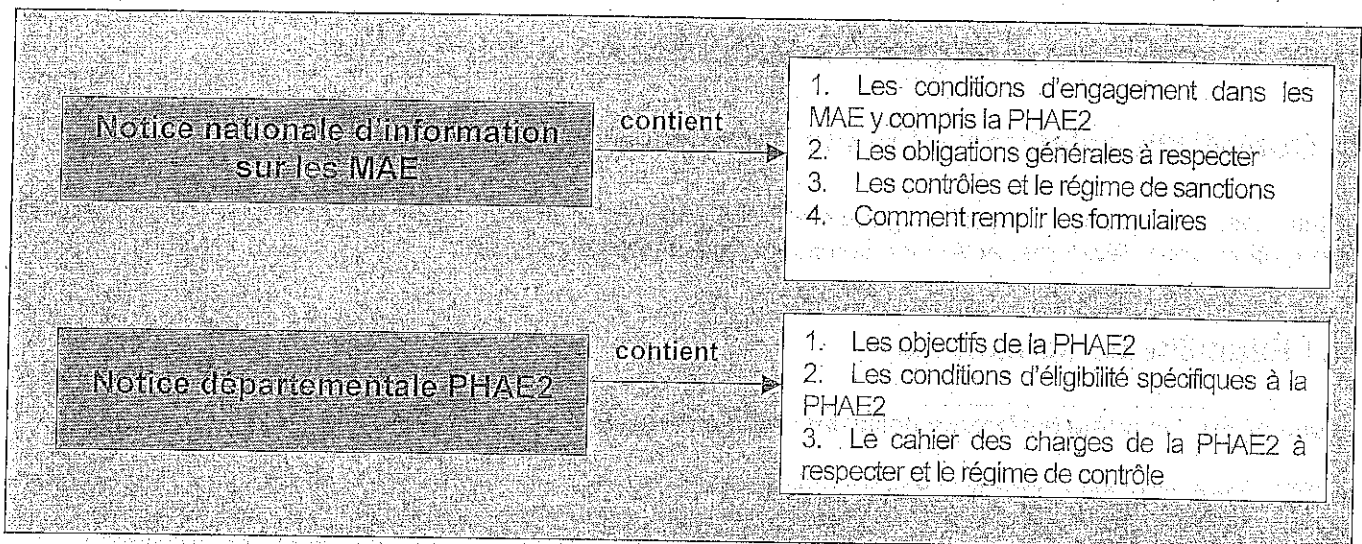 Notice nationale d'information
sur les MAE
contient
1. Les conditions d'engagement dans les
MAE y compris la PHAE2
2. Les obligations générales à respecter
3. Les contrôles et le régime de sanctions
4. Comment remplir les formulaires
Notice départementale PHAE2
contient
1. Les objectifs de la PHAE2
2. Les conditions d'éligibilité spécifiques à la
PHAE2
3. Le cahier des charges de la PHAE2 à
respecter et le régime de contrôle